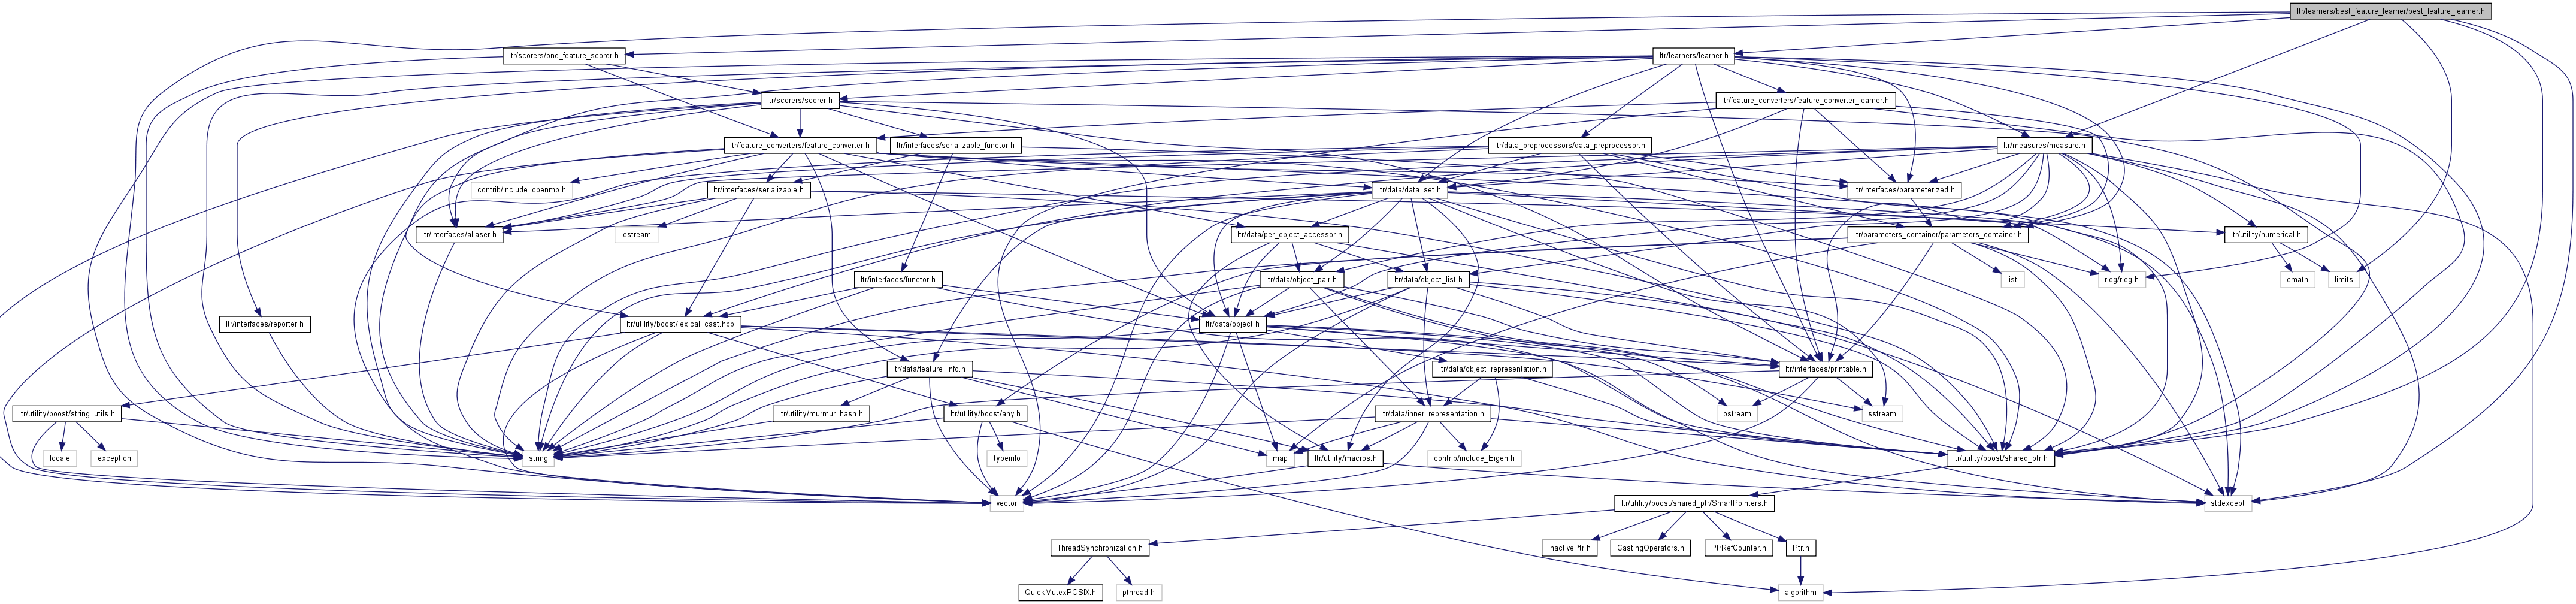 ltr/learners/best_feature_learner/best_feature_learner.h
ltr/scorers/one_feature_scorer.h
ltr/learners/learner.h
ltr/scorers/scorer.h
ltr/feature_converters/feature_converter_learner.h
ltr/feature_converters/feature_converter.h
ltr/interfaces/serializable_functor.h
ltr/data_preprocessors/data_preprocessor.h
ltr/measures/measure.h
contrib/include_openmp.h
ltr/interfaces/serializable.h
ltr/data/data_set.h
ltr/interfaces/parameterized.h
ltr/interfaces/aliaser.h
iostream
ltr/data/per_object_accessor.h
ltr/parameters_container/parameters_container.h
ltr/utility/numerical.h
ltr/interfaces/functor.h
ltr/data/object_pair.h
ltr/data/object_list.h
list
rlog/rlog.h
cmath
limits
ltr/interfaces/reporter.h
ltr/utility/boost/lexical_cast.hpp
ltr/data/object.h
ltr/data/feature_info.h
ltr/data/object_representation.h
ltr/interfaces/printable.h
ltr/utility/boost/string_utils.h
ltr/utility/murmur_hash.h
ltr/utility/boost/any.h
ltr/data/inner_representation.h
ostream
sstream
locale
exception
string
typeinfo
map
ltr/utility/macros.h
contrib/include_Eigen.h
ltr/utility/boost/shared_ptr.h
vector
ltr/utility/boost/shared_ptr/SmartPointers.h
stdexcept
ThreadSynchronization.h
InactivePtr.h
CastingOperators.h
PtrRefCounter.h
Ptr.h
QuickMutexPOSIX.h
pthread.h
algorithm